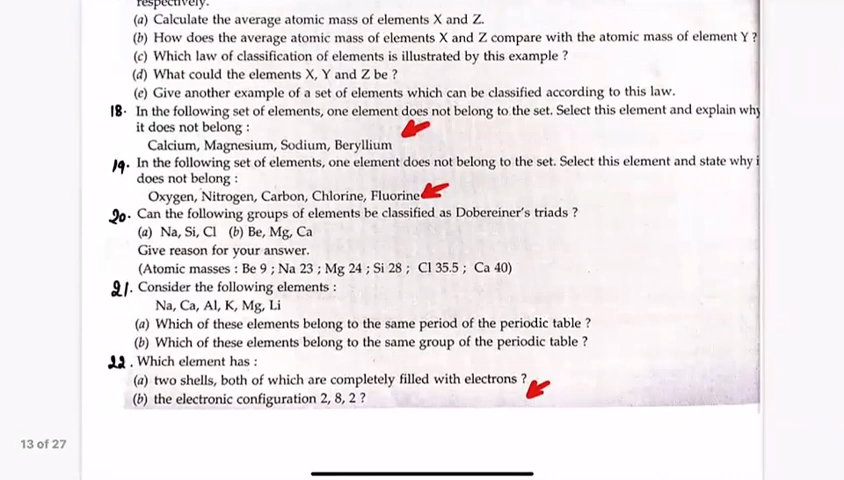 respectively.
(a) Calculate the average atomic mass of elements X and Z.
(b) How does the average atomic mass of elements X and Z compare with the atomic mass of element Y ?
(c) Which law of classification of elements is illustrated by this example ?
(d) What could the elements X, Y and Z be ?
(e) Give another example of a set of elements which can be classified according to this law.
18. In the following set of elements, one element does not belong to the set. Select this element and explain why
it does not belong :
Calcium, Magnesium, Sodium, Beryllium
19. In the following set of elements, one element does not belong to the set. Select this element and state why i
does not belong :
Oxygen, Nitrogen, Carbon, Chlorine, Fluorine
20. Can the following groups of elements be classified as Dobereiner's triads ?
(a) Na, Si, Cl (b) Be, Mg, Ca
Give reason for your answer.
(Atomic masses : Be 9 ; Na 23 ; Mg 24 ; Si 28 ; Cl 35.5 ; Ca 40)
21. Consider the following elements :
Na, Ca, Al, K, Mg, Li
(a) Which of these elements belong to the same period of the periodic table ?
(b) Which of these elements belong to the same group of the periodic table ?
22. Which element has :
(a) two shells, both of which are completely filled with electrons ?
(b) the electronic configuration 2, 8, 2 ?
13 of 27